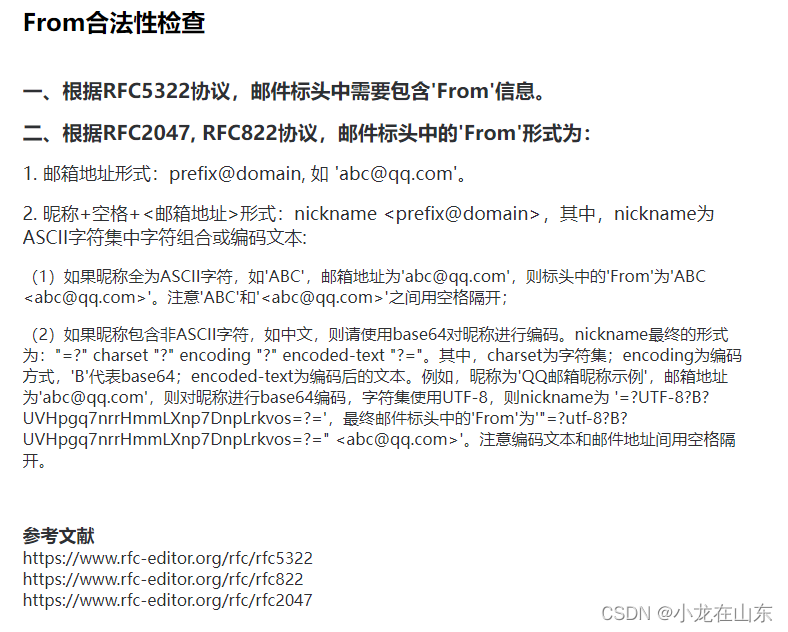 From合法性检查
一、根据RFC5322协议，邮件标头中需要包含'From'信息。
二、根据RFC2047, RFC822协议，邮件标头中的'From'形式为：
1. 邮箱地址形式：prefix@domain, 如 'abc@qq.com'。
2. 昵称+空格+<邮箱地址>形式：nickname <prefix@domain>，其中，nickname为
ASCII字符集中字符组合或编码文本:
（1）如果昵称全为ASCII字符，如'ABC'，邮箱地址为'abc@qq.com'，则标头中的'From'为'ABC
<abc@qq.com>'。注意'ABC'和'<abc@qq.com>'之间用空格隔开；
（2）如果昵称包含非ASCII字符，如中文，则请使用base64对昵称进行编码。nickname最终的形式
为："=?" charset "?" encoding "?" encoded-text "?="。其中，charset为字符集；encoding为编码
方式，'B'代表base64；encoded-text为编码后的文本。例如，昵称为'QQ邮箱昵称示例'，邮箱地址
为'abc@qq.com'，则对昵称进行base64编码，字符集使用UTF-8，则nickname为 '=?UTF-8?B?
UVHpgq7nrrHmmLXnp7DnpLrkvos=?='，最终邮件标头中的'From'为'"=?utf-8?B?
UVHpgq7nrrHmmLXnp7DnpLrkvos=?=" <abc@qq.com>'。注意编码文本和邮件地址间用空格隔
开。
参考文献
https://www.rfc-editor.org/rfc/rfc5322
https://www.rfc-editor.org/rfc/rfc822
https://www.rfc-editor.org/rfc/rfc2047
CSDN @小龙在山东